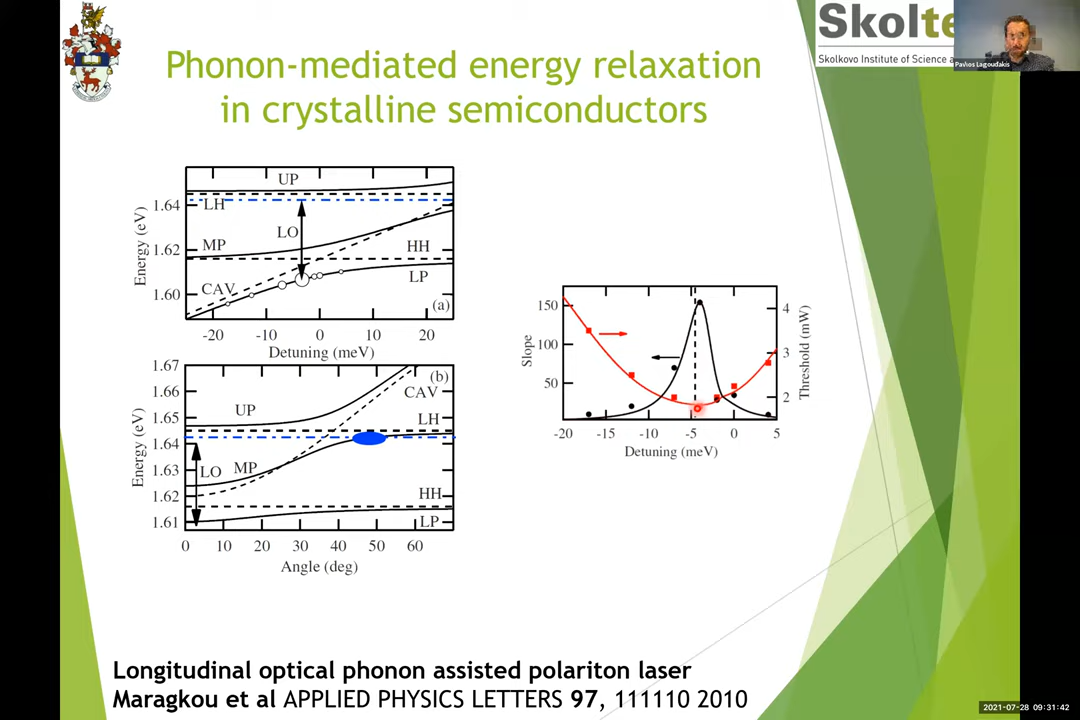 Phonon-mediated energy relaxation
in crystalline semiconductors
Skolte
Skolkovo Institute of Science a
Pavlos Lagoudakis
UP
LH
LO
MP
HH
CAV
LP
(a)
1.64
1.62
1.60
Energy (eV)
-20 -10 0 10 20
Detuning (meV)
1.67
1.66
1.65
1.64
1.63
1.62
1.61
Energy (eV)
(b)
CAV
UP
LH
LO
MP
HH
LP
0 10 20 30 40 50 60
Angle (deg)
150
100
50
Slope
4
3
2
Threshold (mW)
-20 -15 -10 -5 0 5
Detuning (meV)
Longitudinal optical phonon assisted polariton laser
Maragkou et al APPLIED PHYSICS LETTERS 97, 111110 2010
2021-07-28 09:31:42